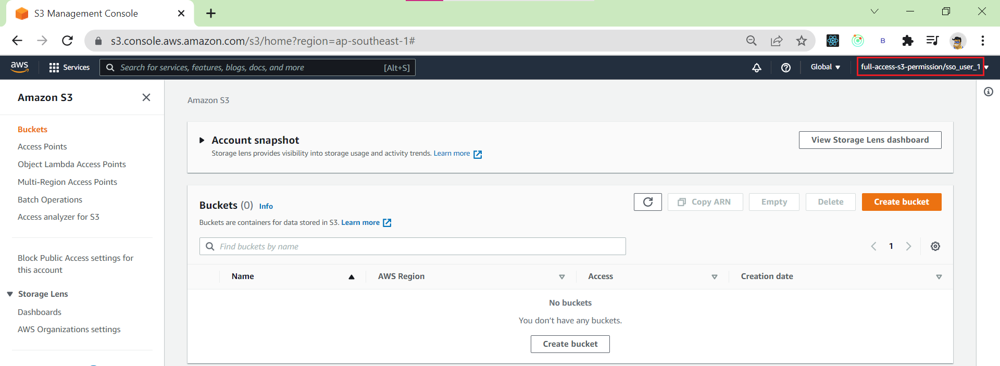 S3 Management Console
s3.console.aws.amazon.com/s3/home?region=ap-southeast-1#
B
aws
Services
Search for services, features, blogs, docs, and more
[Alt+S]
Global
full-access-s3-permission/sso_user_1
Amazon S3
Buckets
Access Points
Object Lambda Access Points
Multi-Region Access Points
Batch Operations
Access analyzer for S3
Block Public Access settings for
this account
Storage Lens
Dashboards
AWS Organizations settings
Amazon S3
Account snapshot
Storage lens provides visibility into storage usage and activity trends. Learn more
View Storage Lens dashboard
Buckets (0) Info
Buckets are containers for data stored in S3. Learn more
Copy ARN
Empty
Delete
Create bucket
Find buckets by name
1
Name
AWS Region
Access
Creation date
No buckets
You don't have any buckets.
Create bucket